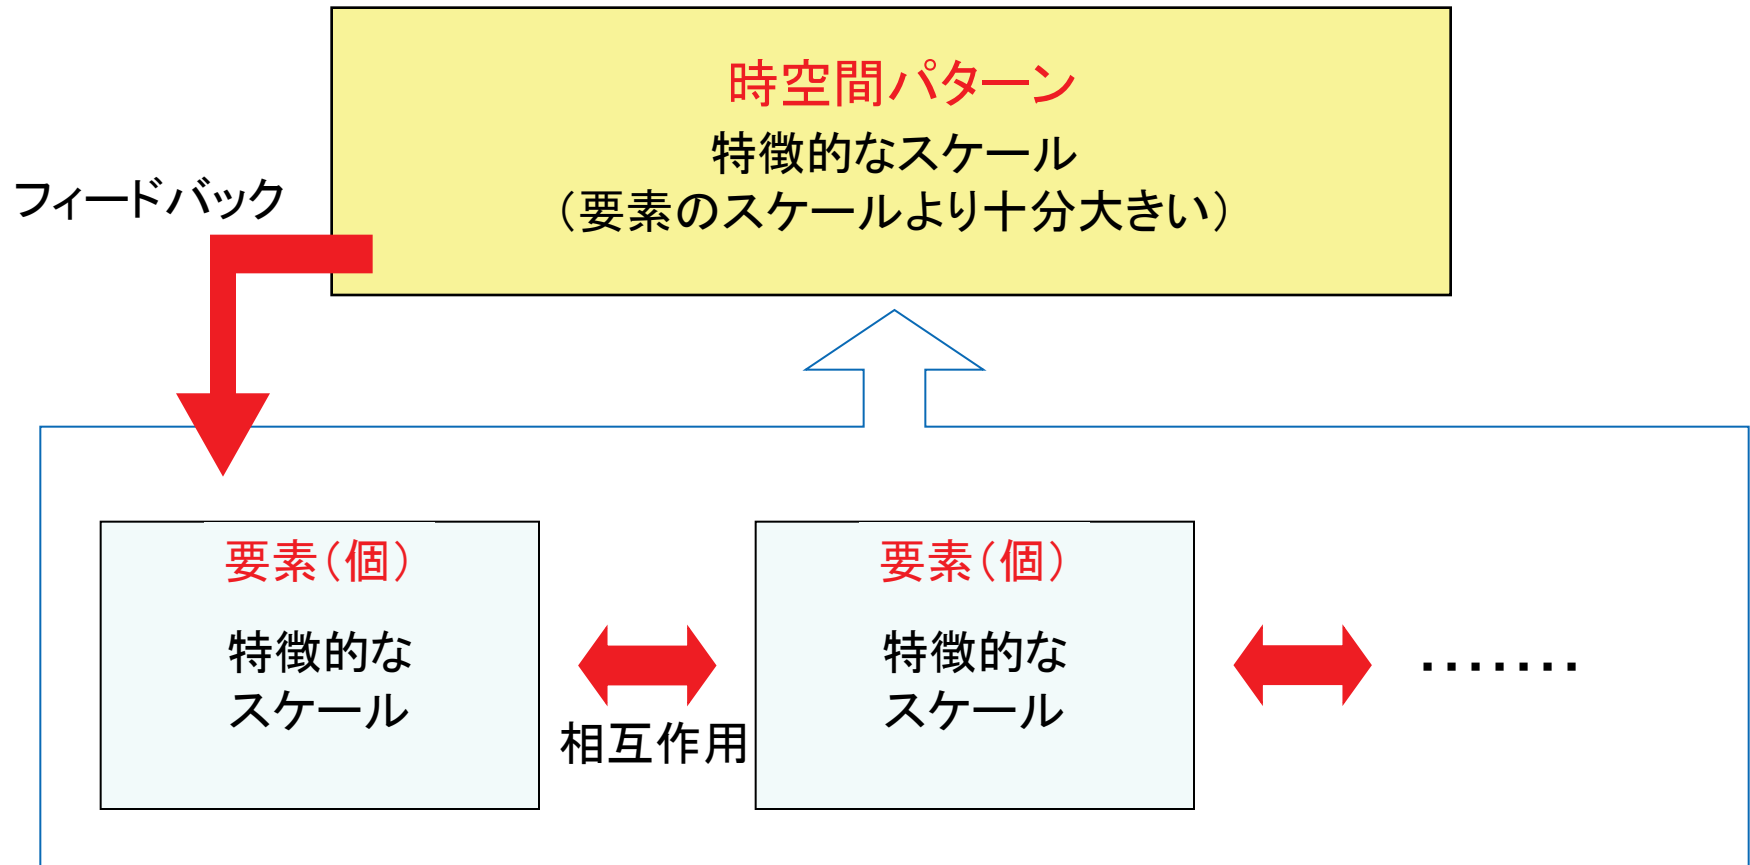 時空間パターン
特徴的なスケール
（要素のスケールより十分大きい）
フィードバック
要素（個）
特徴的な
スケール
相互作用
要素（個）
特徴的な
スケール
・・・・・・・